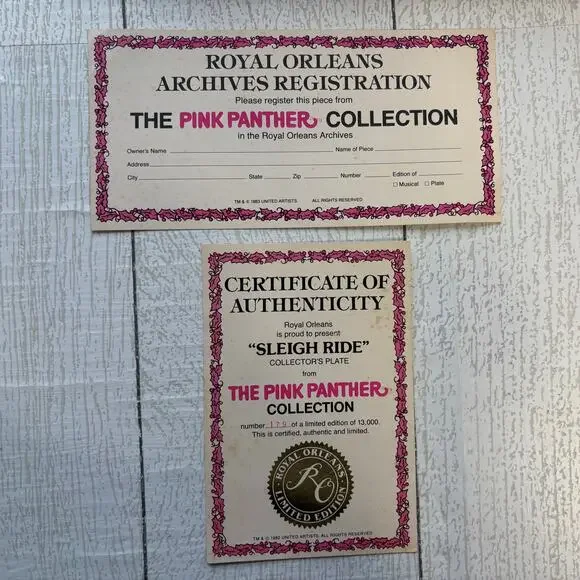 ROYAL ORLEANS
ARCHIVES REGISTRATION
Please register this piece from
THE PINK PANTHER COLLECTION
in the Royal Orleans Archives
Owner's Name Name of Piece
Address
City State Zip Number Edition of
Musical Plate
TM & © 1983 UNITED ARTISTS. ALL RIGHTS RESERVED.
CERTIFICATE OF
AUTHENTICITY
Royal Orleans
is proud to present
"SLEIGH RIDE"
COLLECTOR'S PLATE
from
THE PINK PANTHER
COLLECTION
number 179 of a limited edition of 13,000.
This is certified, authentic and limited.
ROYAL ORLEANS
RO
LIMITED EDITION
TM & © 1982 UNITED ARTISTS. ALL RIGHTS RESERVED